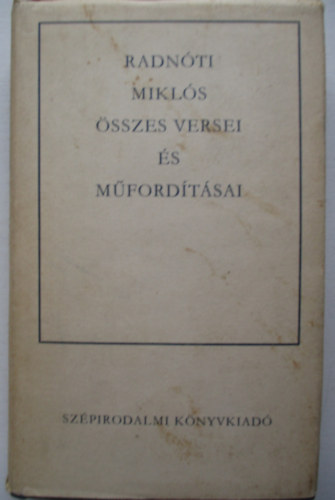 RADNÓTI
MIKLÓS
ÖSSZES VERSEI
ÉS
MŰFORDÍTÁSAI
SZÉPIRODALMI KÖNYVKIADÓ